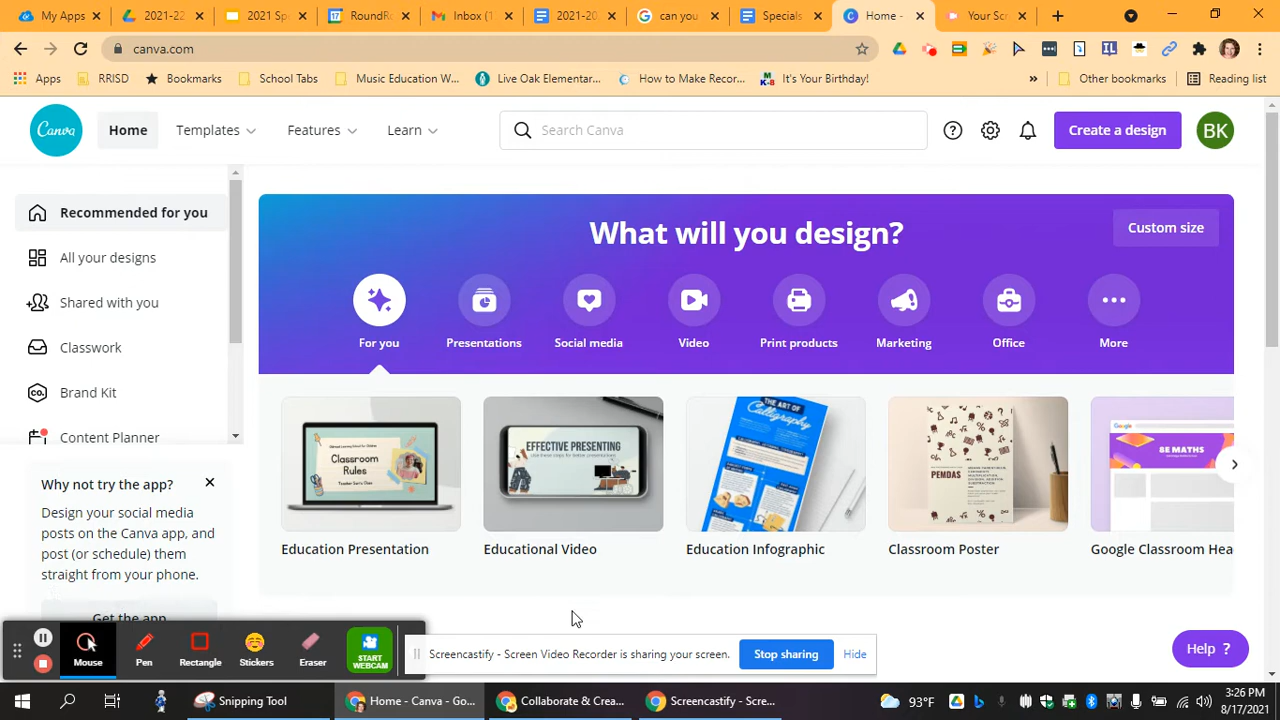 My Apps
2021-22
2021 Sp
RoundR
Inbox (1
2021-20
can you
Specials
Home -
Your Sc
canva.com
Apps
RRISD
Bookmarks
School Tabs
Music Education W...
Live Oak Elementar...
How to Make Recor...
It's Your Birthday!
»
Other bookmarks
Reading list
Canva
Home
Templates
Features
Learn
Search Canva
Create a design
BK
Recommended for you
All your designs
Shared with you
Classwork
Brand Kit
Content Planner
What will you design?
Custom size
For you
Presentations
Social media
Video
Print products
Marketing
Office
More
Classroom
Rules
EFFECTIVE PRESENTING
THE ART OF
Calligraphy
PEMDAS
Google
8E MATHS
Education Presentation
Educational Video
Education Infographic
Classroom Poster
Google Classroom Hea
Why not try the app?
Design your social media
posts on the Canva app, and
post (or schedule) them
straight from your phone.
Get the app
Mouse
Pen
Rectangle
Stickers
Eraser
START
WEBCAM
Screencastify - Screen Video Recorder is sharing your screen.
Stop sharing
Hide
Help ?
Snipping Tool
Home - Canva - Go...
Collaborate & Crea...
Screencastify - Scre...
93°F
3:26 PM
8/17/2021